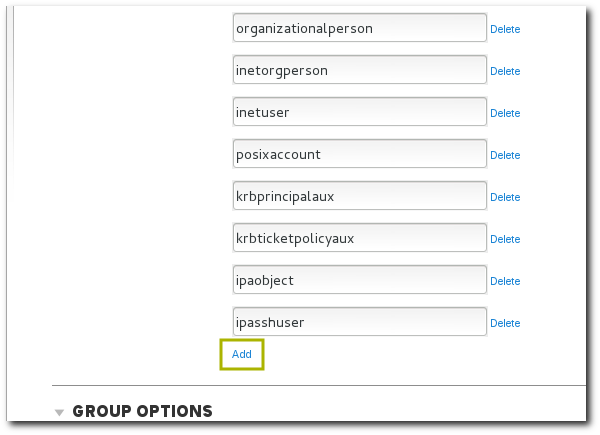 organizationalperson Delete
inetorgperson Delete
inetuser Delete
posixaccount Delete
krbprincipalaux Delete
krbticketpolicyaux Delete
ipaobject Delete
ipasshuser Delete
Add
GROUP OPTIONS